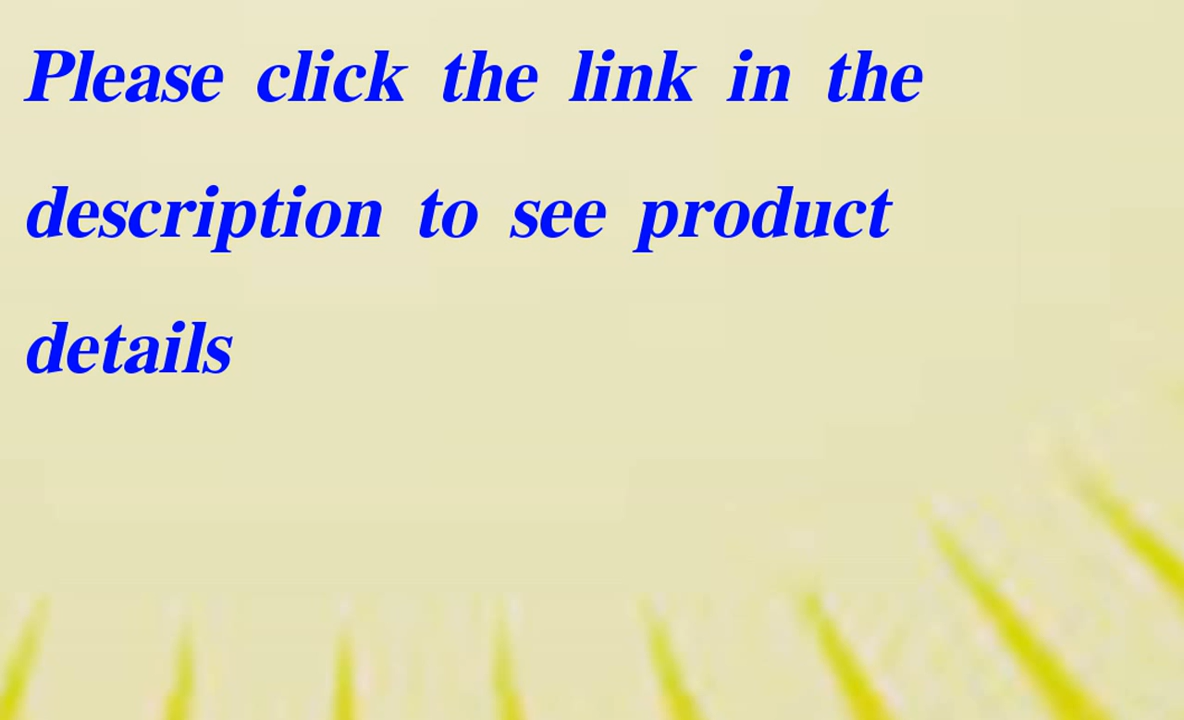 Please click the link in the
description to see product
details